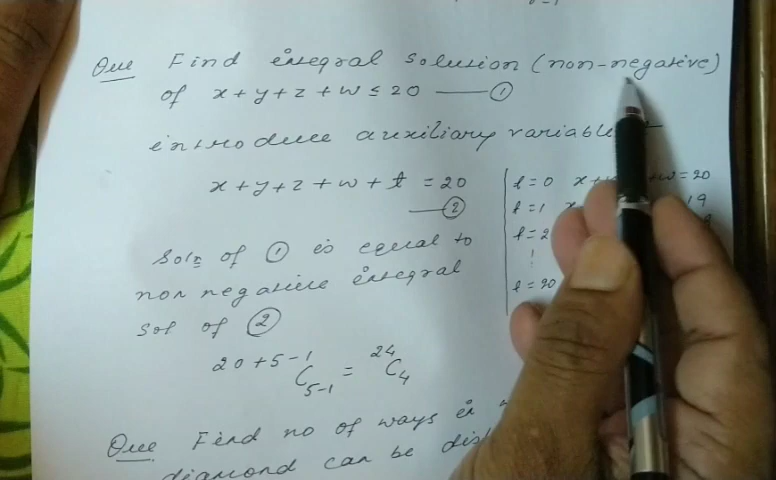 Que Find integral solution (non-negative)
of x + y + z + w ≤ 20 —— ①
introduce auxiliary variable t
x + y + z + w + t = 20
—— ②
t = 0 x + w = 20
t = 1 x 19
t = 2
⋮
t = 20
Solⁿ of ① is equal to
non negative integral
sol of ②
20+5-1C5-1 = 24C4
Que Find no of ways in
diamond can be